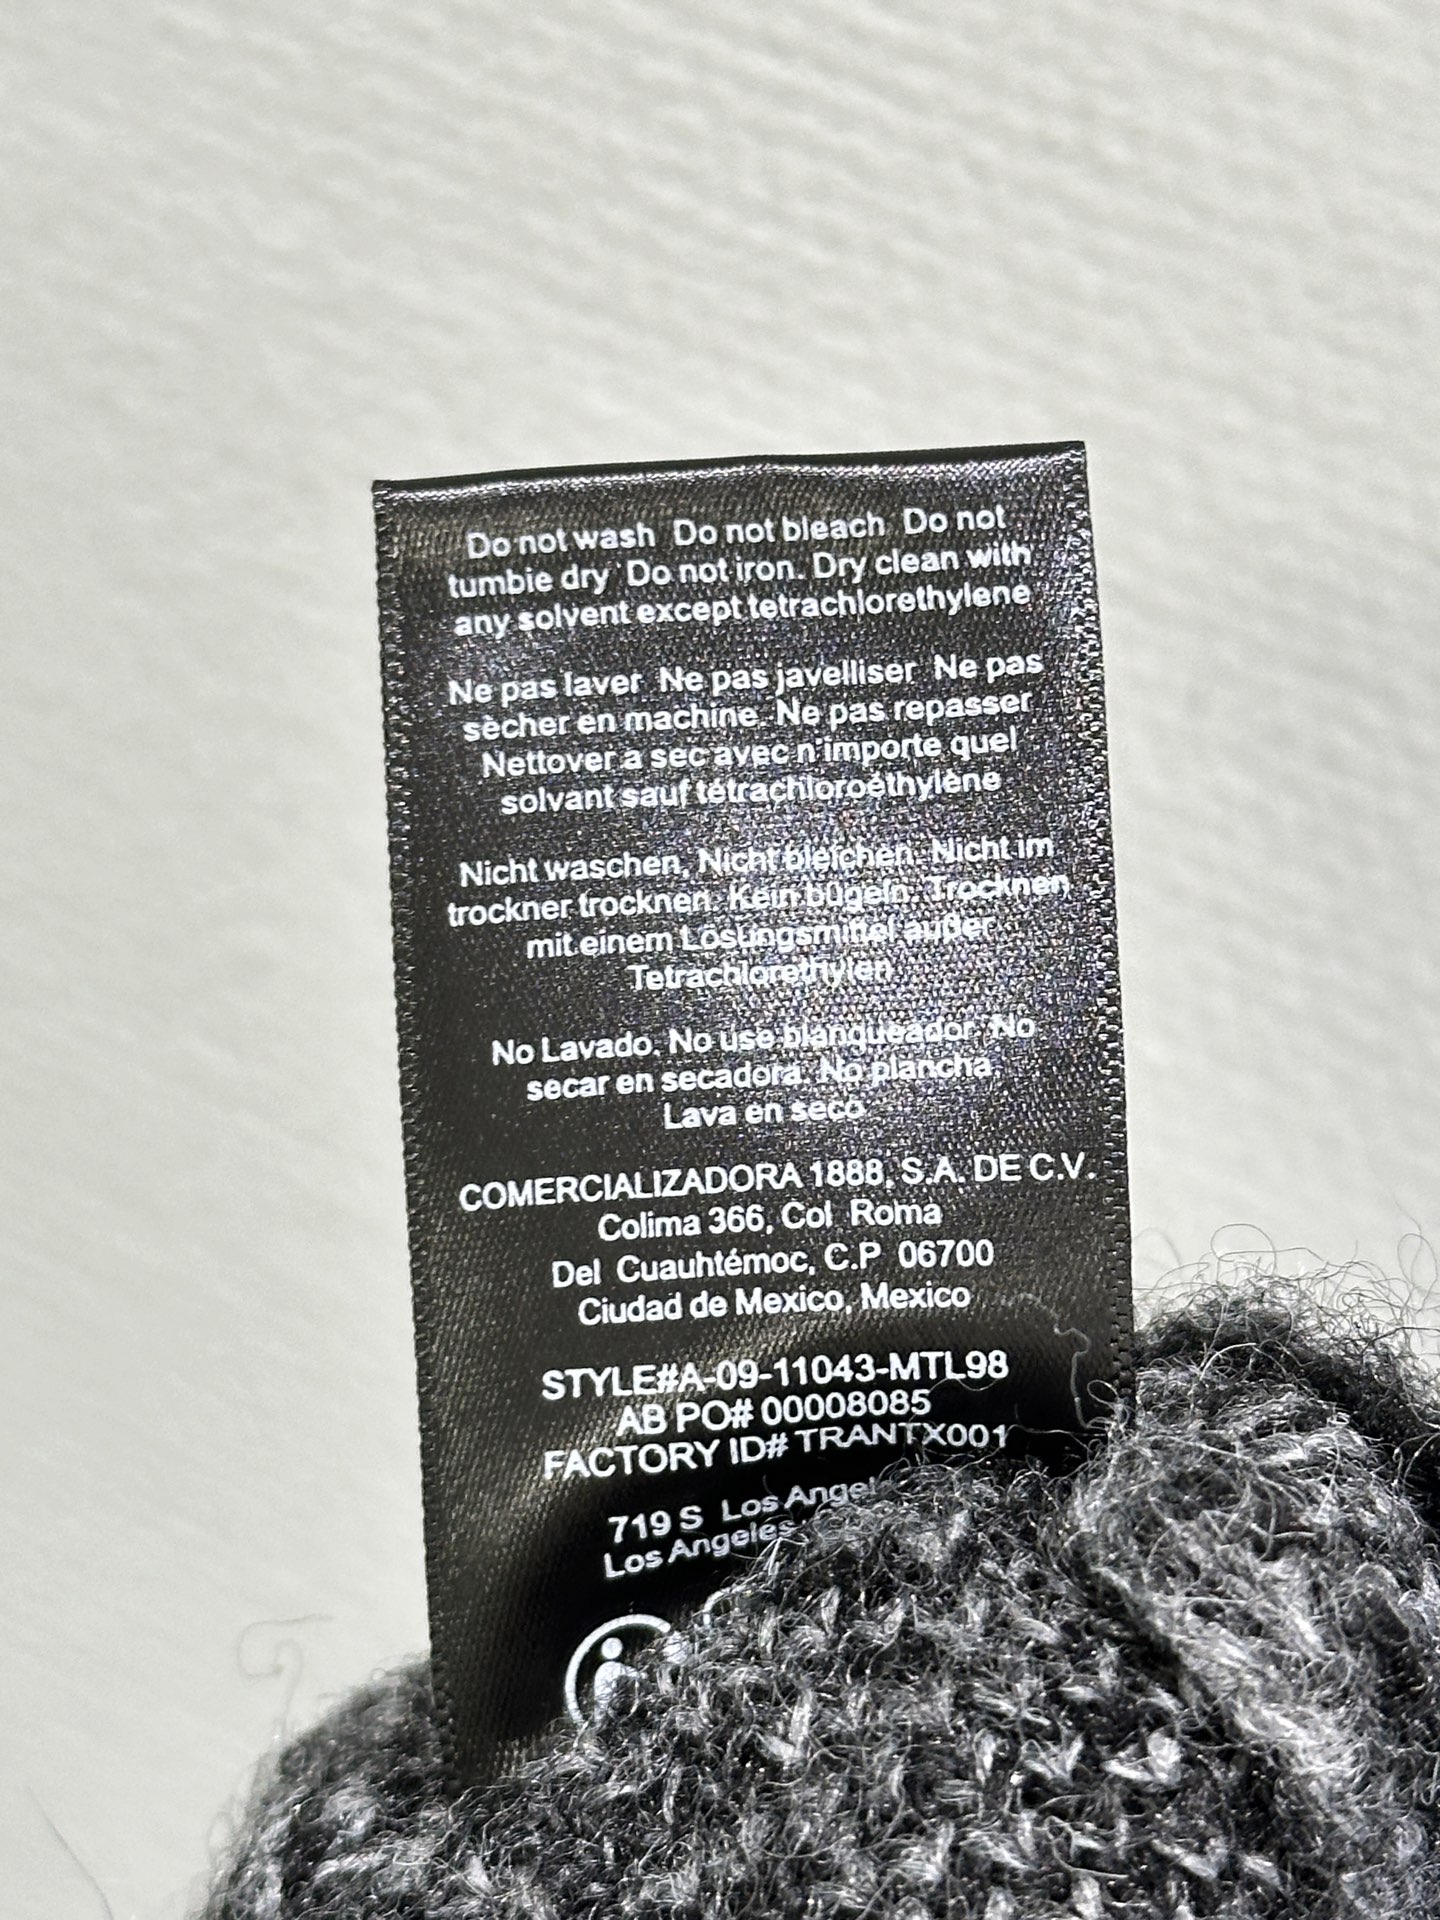 Do not wash Do not bleach Do not
tumbie dry Do not iron. Dry clean with
any solvent except tetrachlorethylene
Ne pas laver Ne pas javelliser Ne pas
sècher en machine. Ne pas repasser
Nettover a sec avec n'importe quel
solvant sauf tétrachloroéthylène
Nicht waschen, Nicht bleichen. Nicht im
trockner trocknen. Kein bügeln. Trocknen
mit einem Lösungsmittel außer
Tetrachlorethylen
No Lavado. No use blanqueador. No
secar en secadora. No plancha.
Lava en seco
COMERCIALIZADORA 1888, S.A. DE C.V.
Colima 366, Col Roma
Del Cuauhtémoc, C.P 06700
Ciudad de Mexico, Mexico
STYLE#A-09-11043-MTL98
AB PO# 00008085
FACTORY ID# TRANTX001
719 S Los
Los Angeles